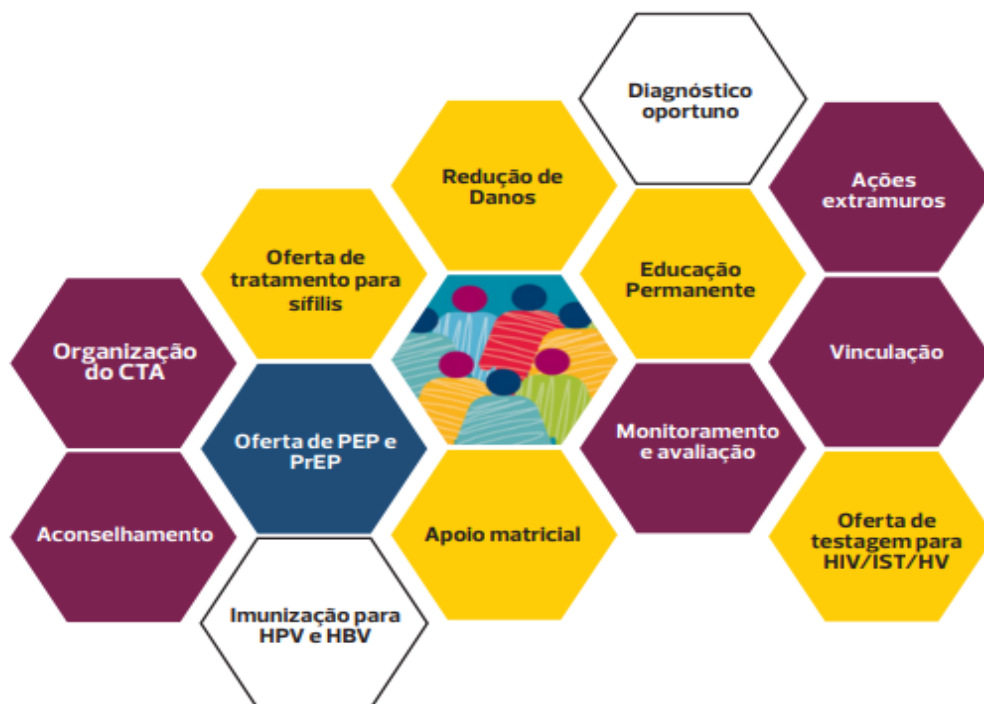 Diagnóstico
oportuno
Redução de
Danos
Ações
extramuros
Oferta de
tratamento para
sífilis
Educação
Permanente
Organização
do CTA
Vinculação
Oferta de PEP e
PrEP
Monitoramento
e avaliação
Aconselhamento
Apoio matricial
Oferta de
testagem para
HIV/IST/HV
Imunização para
HPV e HBV